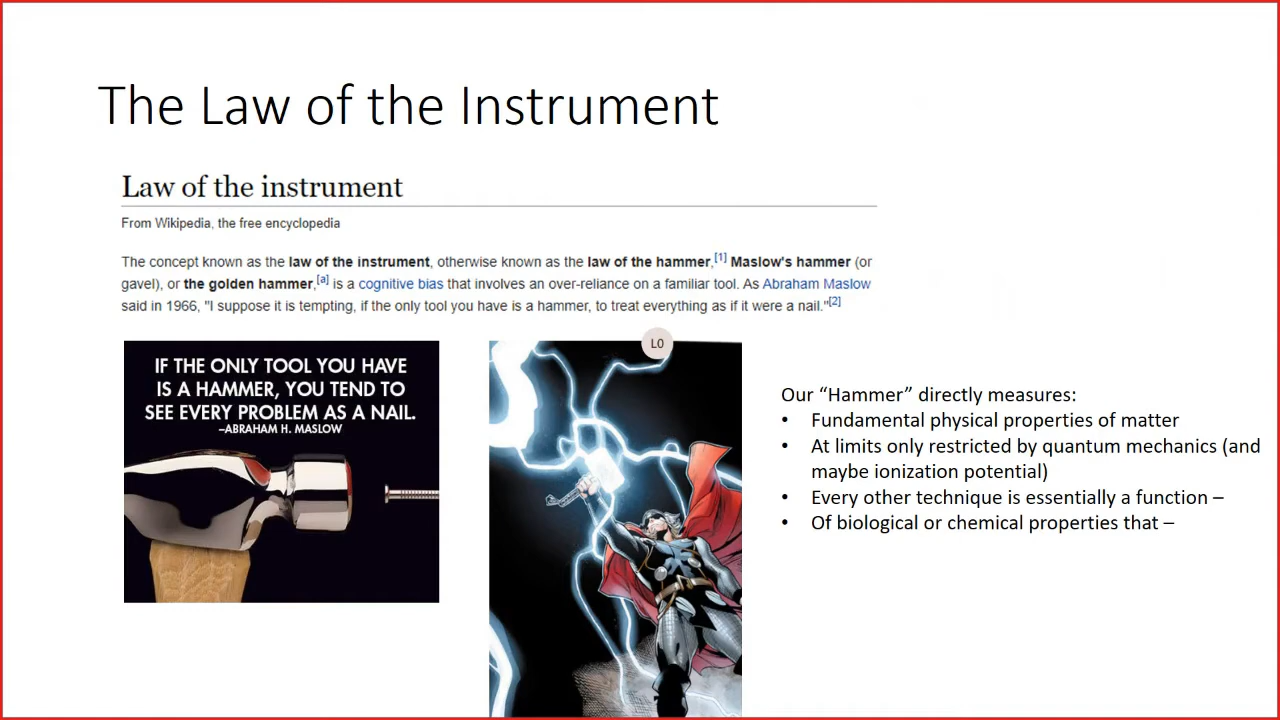 The Law of the Instrument
Law of the instrument
From Wikipedia, the free encyclopedia
The concept known as the law of the instrument, otherwise known as the law of the hammer,[1] Maslow's hammer (or
gavel), or the golden hammer,[a] is a cognitive bias that involves an over-reliance on a familiar tool. As Abraham Maslow
said in 1966, "I suppose it is tempting, if the only tool you have is a hammer, to treat everything as if it were a nail."[2]
IF THE ONLY TOOL YOU HAVE
IS A HAMMER, YOU TEND TO
SEE EVERY PROBLEM AS A NAIL.
–ABRAHAM H. MASLOW
L0
Our “Hammer” directly measures:
• Fundamental physical properties of matter
• At limits only restricted by quantum mechanics (and
maybe ionization potential)
• Every other technique is essentially a function –
• Of biological or chemical properties that –